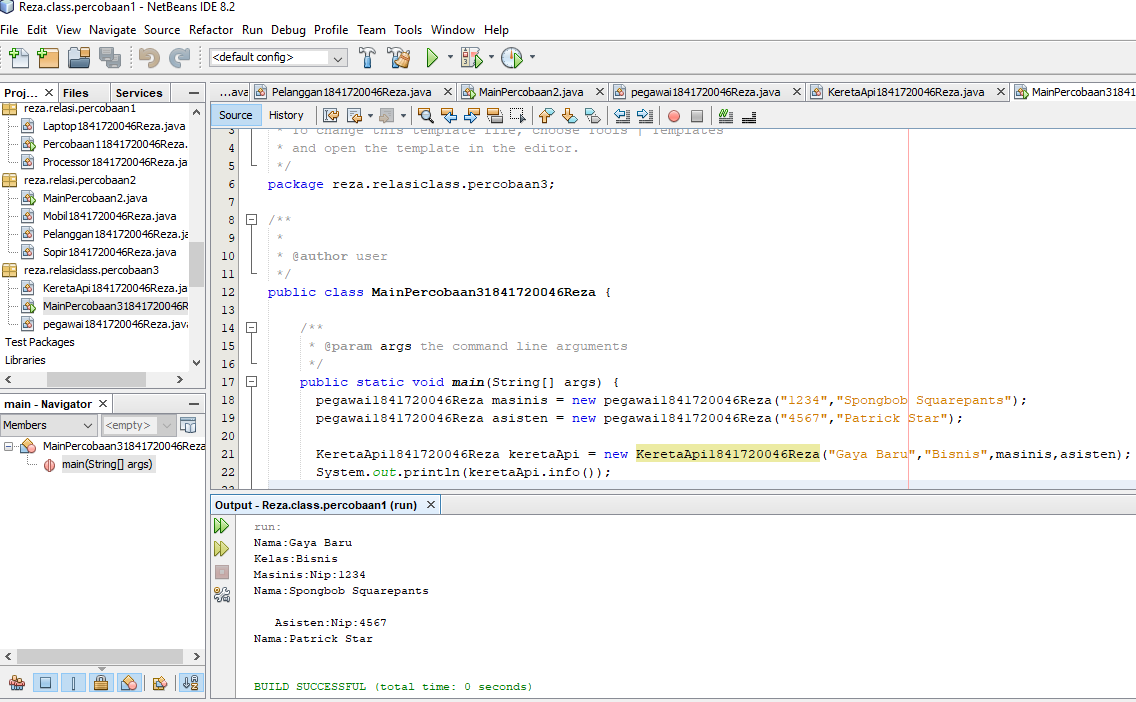 Reza.class.percobaan1 - NetBeans IDE 8.2
File Edit View Navigate Source Refactor Run Debug Profile Team Tools Window Help
<default config>
Proj... Files Services
...ava Pelanggan1841720046Reza.java MainPercobaan2.java pegawai1841720046Reza.java KeretaApi1841720046Reza.java MainPercobaan31841
Source History
reza.relasi.percobaan1
Laptop1841720046Reza.java
Percobaan11841720046Reza.
Processor1841720046Reza.ja
reza.relasi.percobaan2
MainPercobaan2.java
Mobil1841720046Reza.java
Pelanggan1841720046Reza.ja
Sopir1841720046Reza.java
reza.relasiclass.percobaan3
KeretaApi1841720046Reza.ja
MainPercobaan31841720046R
pegawai1841720046Reza.java
Test Packages
Libraries
main - Navigator
Members <empty>
MainPercobaan31841720046Reza
main(String[] args)
3 * To change this template file, choose Tools | Templates
4 * and open the template in the editor.
5 */
6 package reza.relasiclass.percobaan3;
7
8 /**
9 *
10 * @author user
11 */
12 public class MainPercobaan31841720046Reza {
13
14 /**
15 * @param args the command line arguments
16 */
17 public static void main(String[] args) {
18 pegawai1841720046Reza masinis = new pegawai1841720046Reza("1234","Spongbob Squarepants");
19 pegawai1841720046Reza asisten = new pegawai1841720046Reza("4567","Patrick Star");
20
21 KeretaApi1841720046Reza keretaApi = new KeretaApi1841720046Reza("Gaya Baru","Bisnis",masinis,asisten);
22 System.out.println(keretaApi.info());
Output - Reza.class.percobaan1 (run)
run:
Nama:Gaya Baru
Kelas:Bisnis
Masinis:Nip:1234
Nama:Spongbob Squarepants
Asisten:Nip:4567
Nama:Patrick Star
BUILD SUCCESSFUL (total time: 0 seconds)